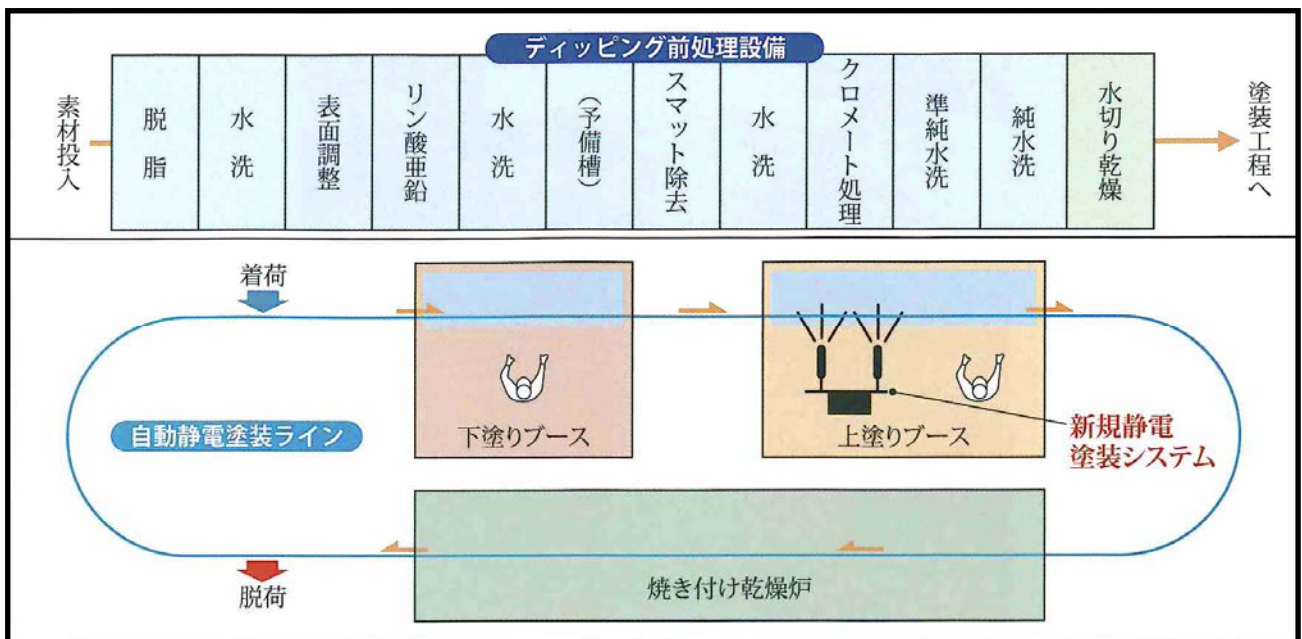 ディッピング前処理設備
素材投入
脱脂
水洗
表面調整
リン酸亜鉛
水洗
(予備槽)
スマット除去
水洗
クロメート処理
準純水洗
純水洗
水切り乾燥
塗装工程へ
着荷
自動静電塗装ライン
下塗りブース
上塗りブース
新規静電
塗装システム
焼き付け乾燥炉
脱荷